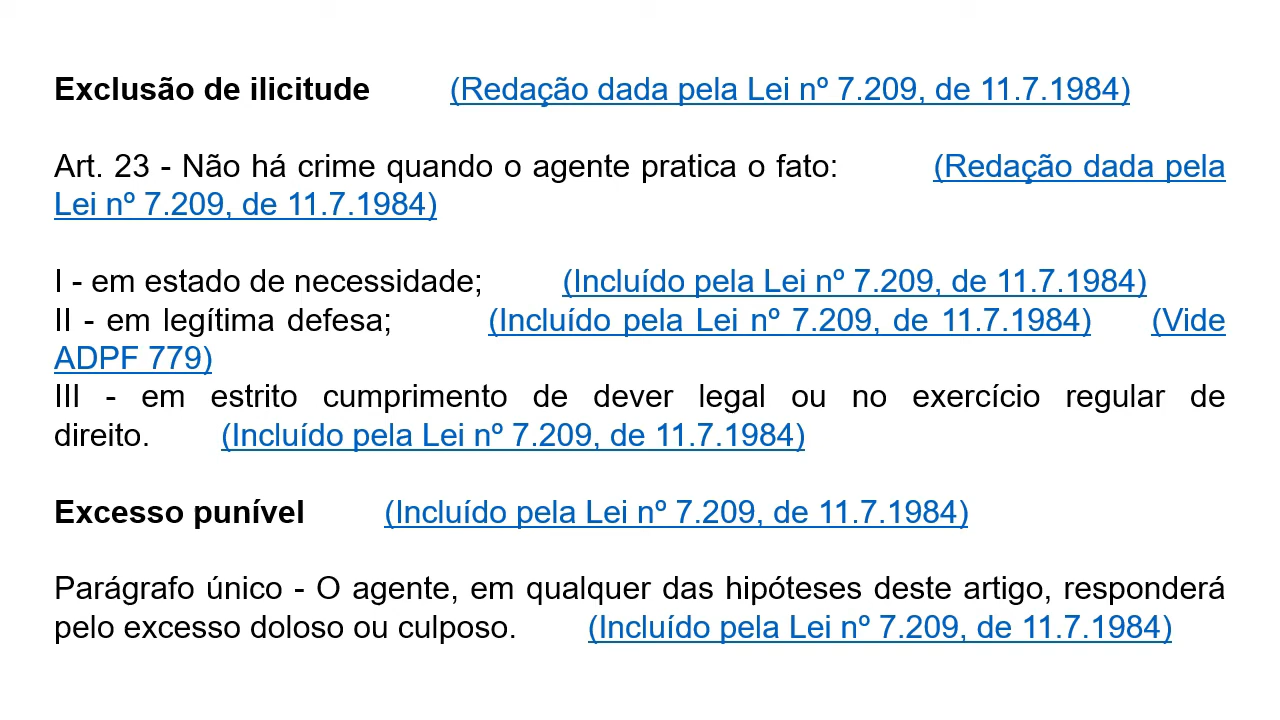 Exclusão de ilicitude (Redação dada pela Lei nº 7.209, de 11.7.1984)
Art. 23 - Não há crime quando o agente pratica o fato: (Redação dada pela
Lei nº 7.209, de 11.7.1984)
I - em estado de necessidade; (Incluído pela Lei nº 7.209, de 11.7.1984)
II - em legítima defesa; (Incluído pela Lei nº 7.209, de 11.7.1984) (Vide
ADPF 779)
III - em estrito cumprimento de dever legal ou no exercício regular de
direito. (Incluído pela Lei nº 7.209, de 11.7.1984)
Excesso punível (Incluído pela Lei nº 7.209, de 11.7.1984)
Parágrafo único - O agente, em qualquer das hipóteses deste artigo, responderá
pelo excesso doloso ou culposo. (Incluído pela Lei nº 7.209, de 11.7.1984)